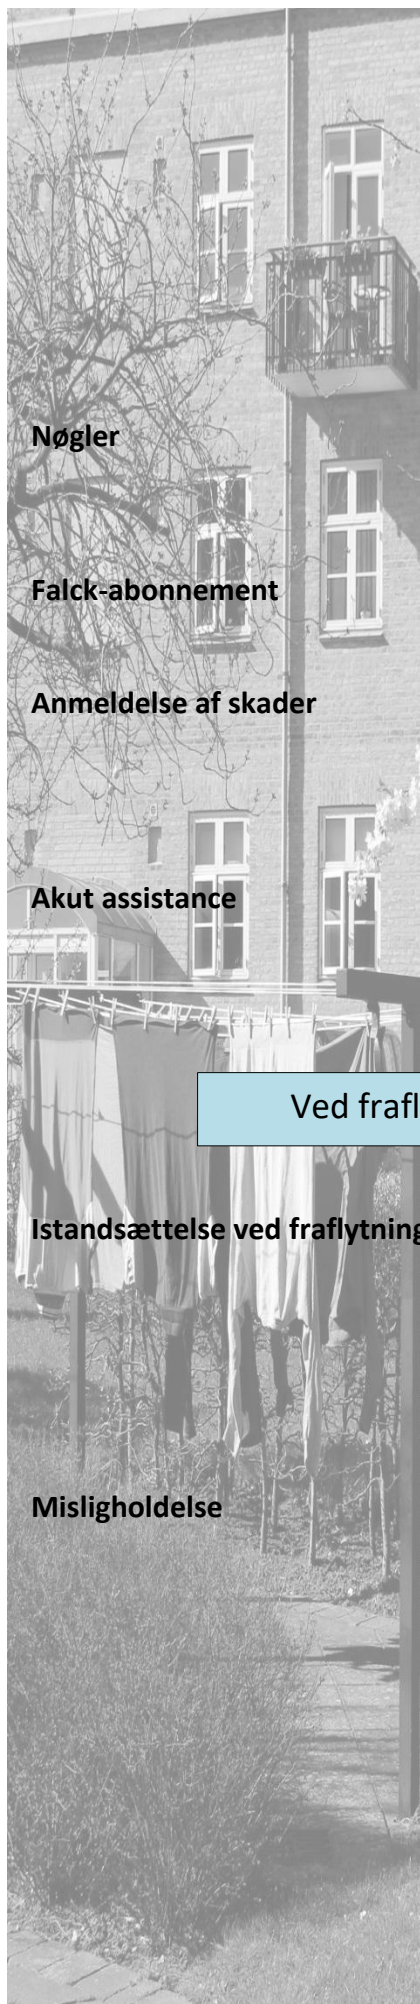 Nøgler
Falck-abonnement
Anmeldelse af skader
Akut assistance
Ved frafl
Istandsættelse ved fraflytning
Misligholdelse